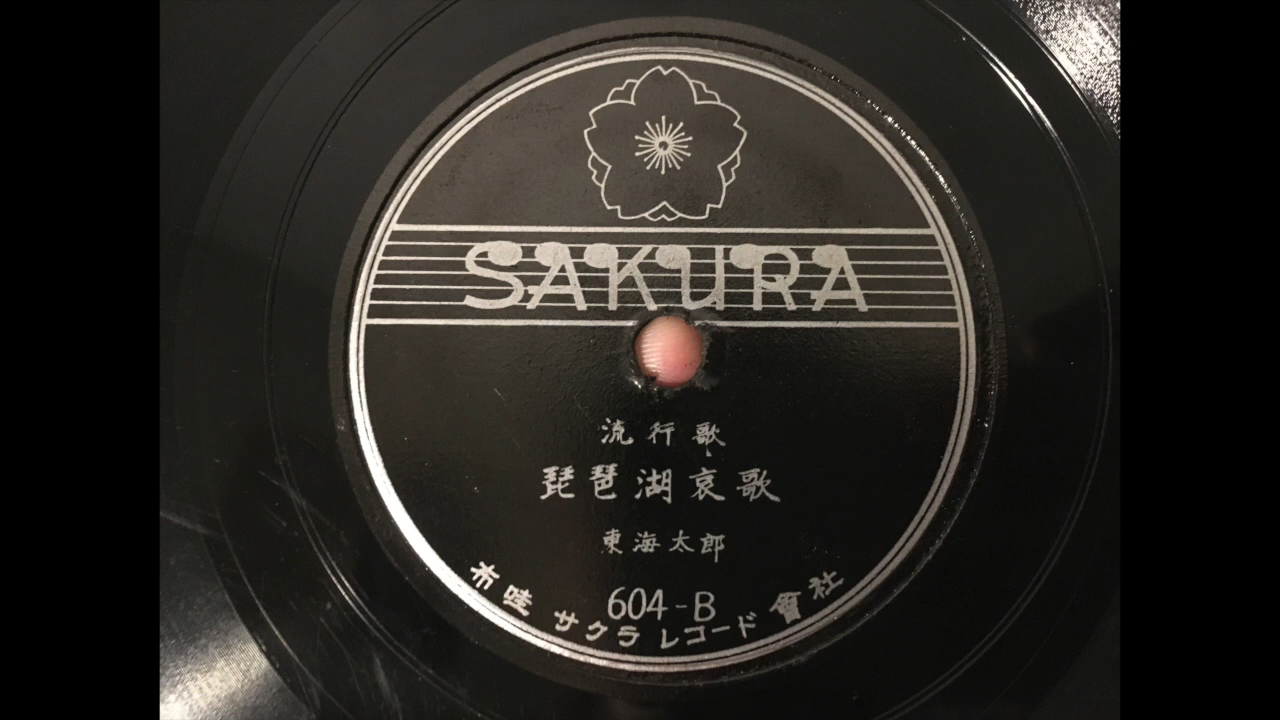 SAKURA
流行歌
琵琶湖哀歌
東海太郎
604-B
布哇 サクラ レコード 會社